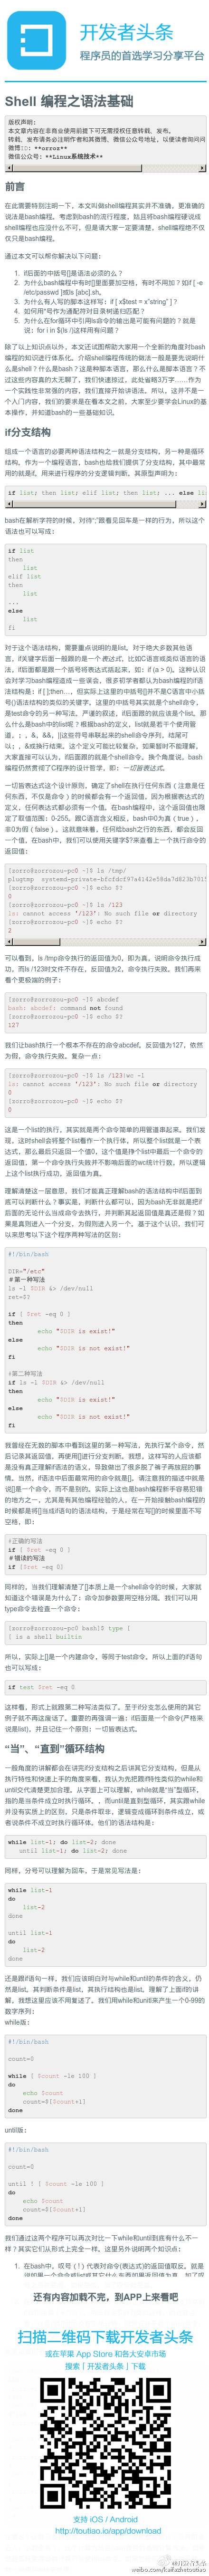 开发者头条
程序员的首选学习分享平台
Shell 编程之语法基础
版权声明:
本文章内容在非商业使用前提下可无需授权任意转载、发布。
转载、发布请务必注明作者和其微博、微信公众号地址，以便读者询问问
微博ID：**orroz**
微信公众号：**Linux系统技术**
前言
在此需要特别注明一下，本文叫做shell编程其实并不准确，更准确的
说法是bash编程。考虑到bash的流行程度，姑且将bash编程硬说成
shell编程也应没什么不可，但是请大家一定要清楚，shell编程绝不仅
仅只是bash编程。
通过本文可以帮你解决以下问题：
1. if后面的中括号[]是语法必须的么？
2. 为什么bash编程中有时[]里面要加空格，有时不用加？如if [ -e
/etc/passwd ]或ls [abc].sh。
3. 为什么有人写的脚本这样写：if [ x$test = x"string" ]？
4. 如何用*号作为通配符对目录树递归匹配？
5. 为什么在for循环中引用ls命令的输出是可能有问题的？就是
说：for i in $(ls /)这样用有问题？
除了以上知识点以外，本文还试图帮助大家用一个全新的角度对bash
编程的知识进行体系化。介绍shell编程传统的做法一般是要先说明什
么是shell？什么是bash？这是种脚本语言，那么什么是脚本语言？不
过这些内容真的太无聊了，我们快速掠过，此处省略3万字……作为
一个实践性非常强的内容，我们直接开始讲语法。所以，这并不是一
个入门内容，我们的要求是在看本文之前，大家至少要学会Linux的基
本操作，并知道bash的一些基础知识。
if分支结构
组成一个语言的必要两种语法结构之一就是分支结构，另一种是循环
结构。作为一个编程语言，bash也给我们提供了分支结构，其中最常
用的就是if。用来进行程序的分支逻辑判断。其原型声明为：
if list; then list; elif list; then list; ... else li
bash在解析字符的时候，对待“;”跟看见回车是一样的行为，所以这个
语法也可以写成：
if list
then
list
elif list
then
list
...
else
list
fi
对于这个语法结构，需要重点说明的是list。对于绝大多数其他语
言，if关键字后面一般跟的是一个表达式，比如C语言或类似语言的语
法，if后面都是跟一个括号将表达式括起来，如：if (a > 0)。这种认识
会对学习bash编程造成一些误会，很多初学者都认为bash编程的if语
法结构是：if [ ];then...，但实际上这里的中括号[]并不是C语言中小括
号()语法结构的类似的关键字。这里的中括号其实就是个shell命令，
是test命令的另一种写法。严谨的叙述，if后面跟的就应该是个list。那
么什么是bash中的list呢？根据bash的定义，list就是若干个使用管
道，；，&，&&，||这些符号串联起来的shell命令序列，结尾可
以；，&或换行结束。这个定义可能比较复杂，如果暂时不能理解，
大家直接可以认为，if后面跟的就是个shell命令。换个角度说，bash
编程仍然贯彻了C程序的设计哲学，即：一切皆表达式。
一切皆表达式这个设计原则，确定了shell在执行任何东西（注意是任
何东西，不仅是命令）的时候都会有一个返回值，因为根据表达式的
定义，任何表达式都必须有一个值。在bash编程中，这个返回值也限
定了取值范围：0-255。跟C语言含义相反，bash中0为真（true），
非0为假（false）。这就意味着，任何给bash之行的东西，都会反回
一个值，在bash中，我们可以使用关键字$?来查看上一个执行命令的
返回值：
[zorro@zorrozou-pc0 ~]$ ls /tmp/
[zorro@zorrozou-pc0 ~]$ echo $?
0
[zorro@zorrozou-pc0 ~]$ ls /123
ls: cannot access '/123': No such file or directory
[zorro@zorrozou-pc0 ~]$ echo $?
2
可以看到，ls /tmp命令执行的返回值为0，即为真，说明命令执行成
功，而ls /123时文件不存在，反回值为2，命令执行失败。我们再来
看个更极端的例子：
[zorro@zorrozou-pc0 ~]$ abcdef
bash: abcdef: command not found
[zorro@zorrozou-pc0 ~]$ echo $?
127
我们让bash执行一个根本不存在的命令abcdef。反回值为127，依然
为假，命令执行失败。复杂一点：
[zorro@zorrozou-pc0 ~]$ ls /123|wc -l
ls: cannot access '/123': No such file or directory
0
[zorro@zorrozou-pc0 ~]$ echo $?
0
这是一个list的执行，其实就是两个命令简单的用管道串起来。我们发
现，这时shell会将整个list看作一个执行体，所以整个list就是一个表
达式，那么最后只返回一个值0，这个值是挣个list中最后一个命令的
返回值，第一个命令执行失败并不影响后面的wc统计行数，所以逻辑
上这个list执行成功，返回值为真。
理解清楚这一层意思，我们才能真正理解bash的语法结构中if后面到
底可以判断什么？事实是，判断什么都可以，因为bash无非就是把if
后面的无论什么当成命令去执行，并判断其起返回值是真还是假？如
果是真则进入一个分支，为假则进入另一个。基于这个认识，我们可
以来思考以下这个程序两种写法的区别：
#!/bin/bash
DIR="/etc"
#第一种写法
ls -l $DIR &> /dev/null
ret=$?
if [ $ret -eq 0 ]
then
echo "$DIR is exist!"
else
echo "$DIR is not exist!"
fi
#第二种写法
if ls -l $DIR &> /dev/null
then
echo "$DIR is exist!"
else
echo "$DIR is not exist!"
fi
我曾经在无数的脚本中看到这里的第一种写法，先执行某个命令，然
后记录其返回值，再使用[]进行分支判断。我想，这样写的人应该都
是没有真正理解if语法的语义，导致做出了很多脱了裤子再放屁的事
情。当然，if语法中后面最常用的命令就是[]。请注意我的描述中就是
说[]是一个命令，而不是别的。实际上这也是bash编程新手容易犯错
的地方之一，尤其是有其他编程经验的人，在一开始接触bash编程的
时候都是将[]当成if语句的语法结构，于是经常在写[]的时候里面不写
空格，即：
#正确的写法
if [ $ret -eq 0 ]
#错误的写法
if [$ret -eq 0]
同样的，当我们理解清楚了[]本质上是一个shell命令的时候，大家就
知道这个错误是为什么了：命令加参数要用空格分隔。我们可以用
type命令去检查一个命令：
[zorro@zorrozou-pc0 bash]$ type [
[ is a shell builtin
所以，实际上[]是一个内建命令，等同于test命令。所以上面的if语句
也可以写成：
if test $ret -eq 0
这样看，形式上就跟第二种写法类似了。至于if分支怎么使用的其它
例子就不再这废话了。重要的再强调一遍：if后面是一个命令(严格来
说是list)，并且记住一个原则：一切皆表达式。
“当”、“直到”循环结构
一般角度的讲解都会在讲完if分支结构之后讲其它分支结构，但是从
执行特性和快速上手的角度来看，我认为先把跟if特性类似的while和
until交代清楚更加合理。从字面上可以理解，while就是“当”型循环，
指的是当条件成立时执行循环。，而until是直到型循环，其实跟while
并没有实质上的区别，只是条件取非，逻辑变成循环到条件成立，或
者说条件不成立时执行循环体。他们的语法结构是：
while list-1; do list-2; done
until list-1; do list-2; done
同样，分号可以理解为回车，于是常见写法是：
while list-1
do
list-2
done
until list-1
do
list-2
done
还是跟if语句一样，我们应该明白对与while和until的条件的含义，仍
然是list。其判断条件是list，其执行结构也是list。理解了上面if的讲
解，我想这里应该不用复述了。我们用while和unitl来产生一个0-99的
数字序列：
while版：
#!/bin/bash
count=0
while [ $count -le 100 ]
do
echo $count
count=$[$count+1]
done
until版：
#!/bin/bash
count=0
until ! [ $count -le 100 ]
do
echo $count
count=$[$count+1]
done
我们通过这两个程序可以再次对比一下while和until到底有什么不一
样？其实它们从形式上完全一样。这里另外说明两个知识点：
1. 在bash中，叹号（！）代表对命令(表达式)的返回值取反。就是
还有内容加载不完，到APP上来看吧
扫描二维码下载开发者头条
或在苹果 App Store 和各大安卓市场
搜索｜开发者头条｜下载
支持 iOS / Android
http://toutiao.io/app/download